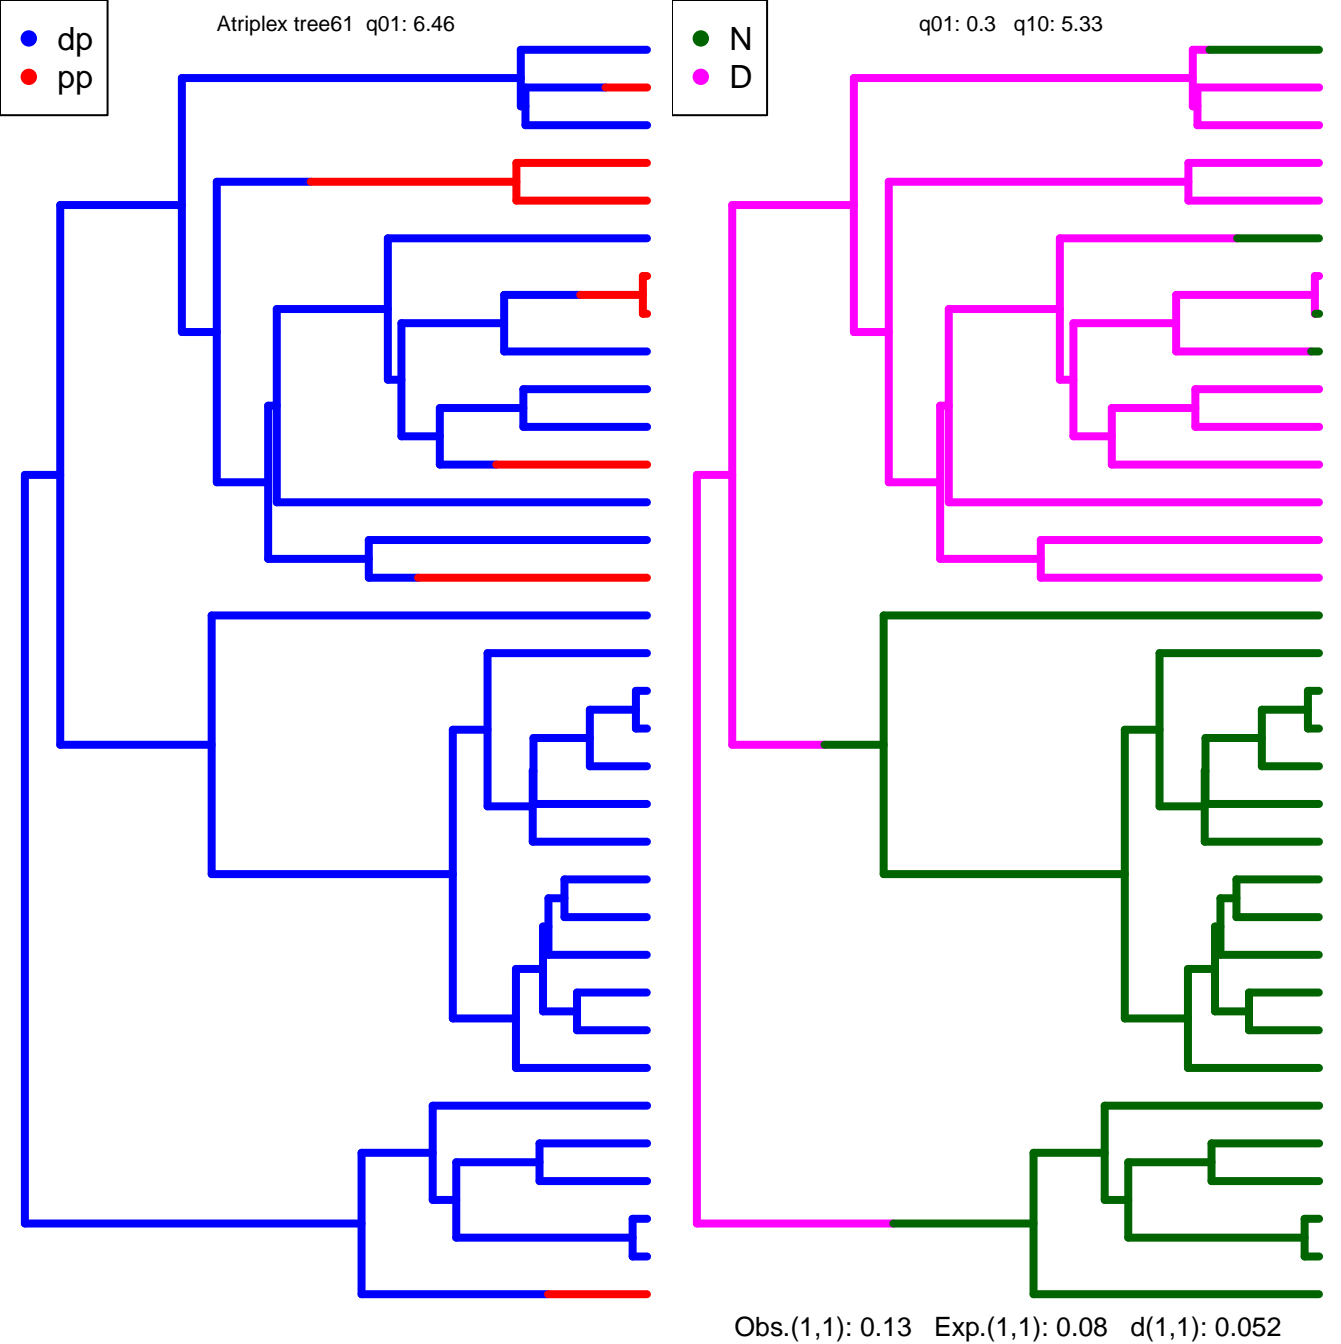 Atriplex tree61  q01: 6.46
dp
pp
q01: 0.3   q10: 5.33
N
D
Obs.(1,1): 0.13   Exp.(1,1): 0.08   d(1,1): 0.052